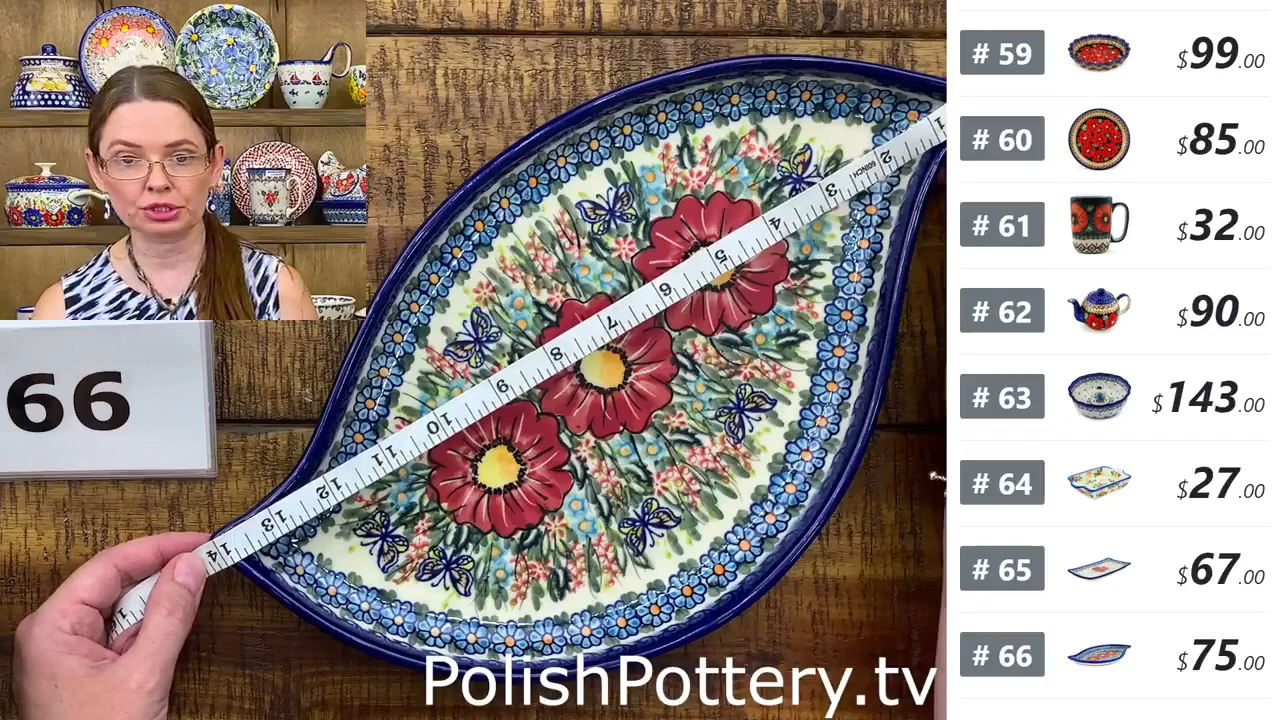 # 59 $99.00
# 60 $85.00
# 61 $32.00
# 62 $90.00
# 63 $143.00
# 64 $27.00
# 65 $67.00
# 66 $75.00
66
1 2 3 4 5 6 7 8 9 10 11 12 13 14
PolishPottery.tv